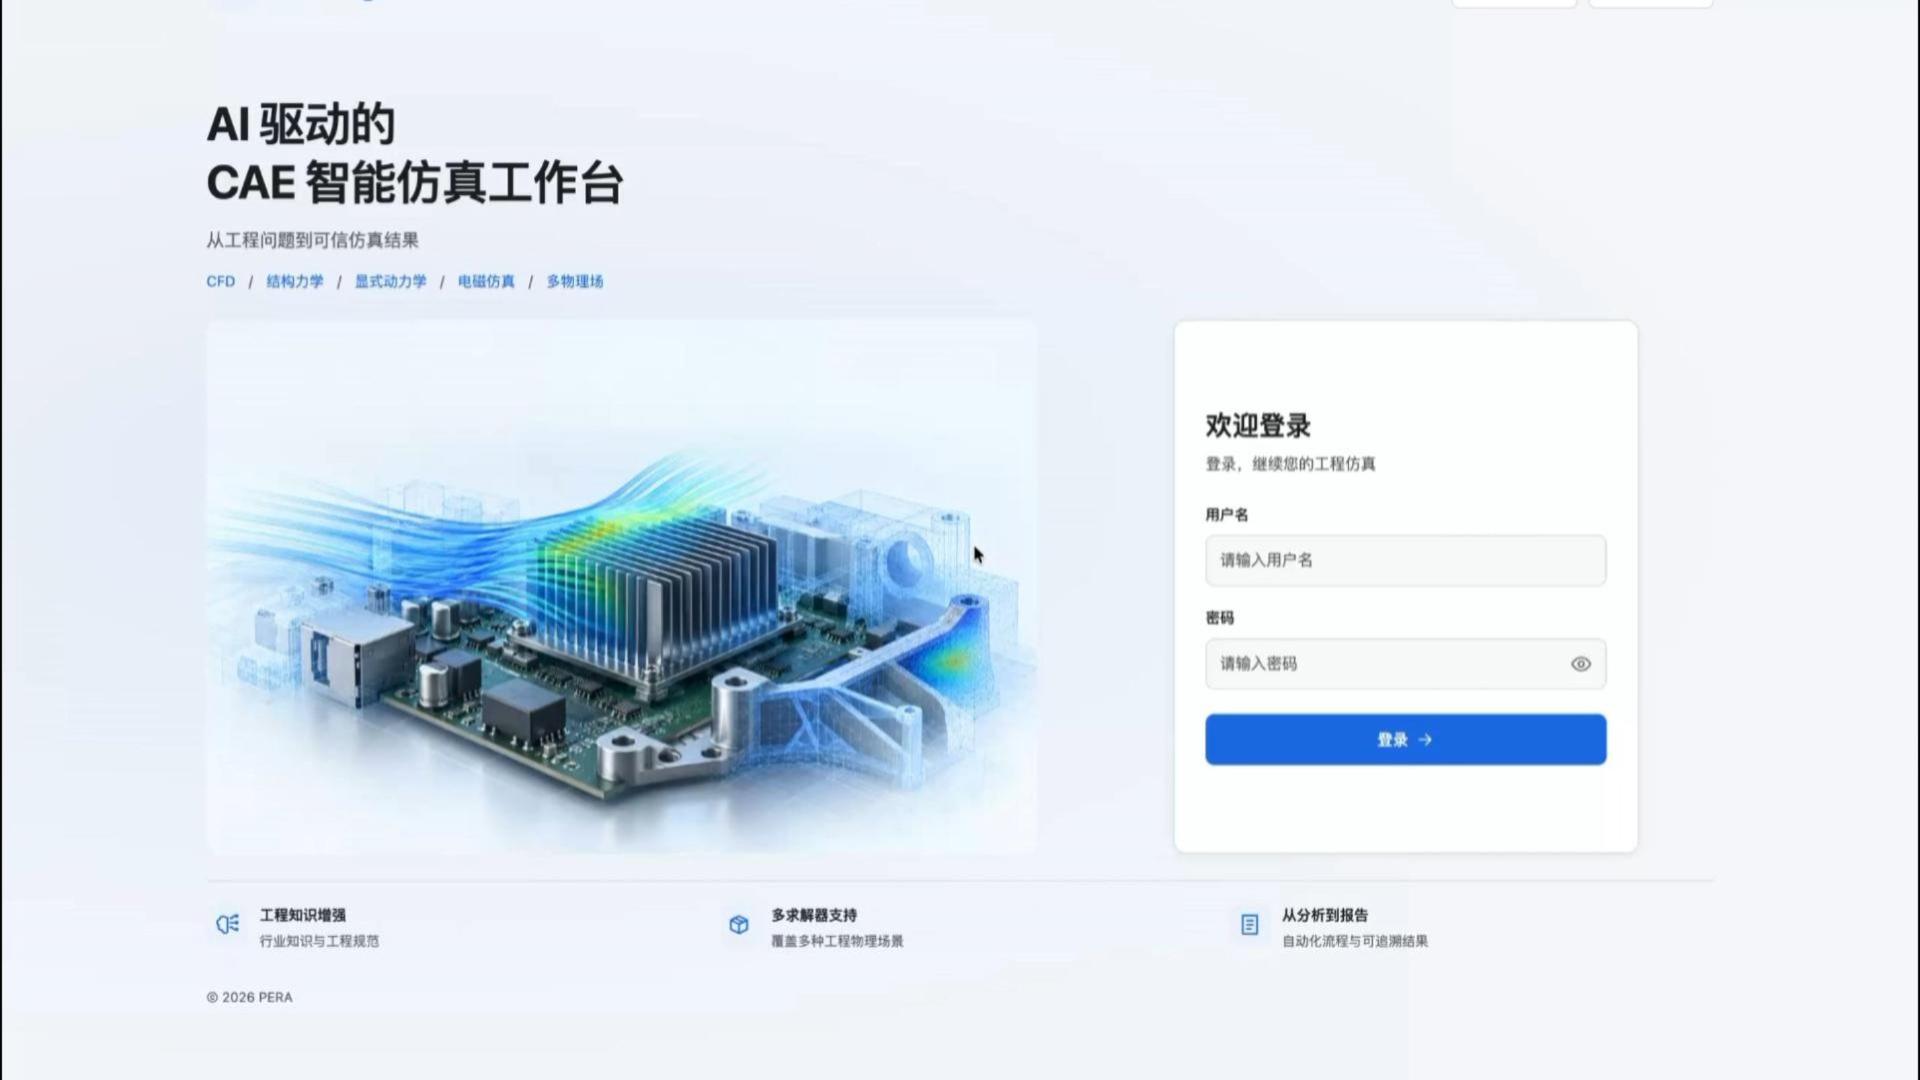 AI 驱动的
CAE 智能仿真工作台
从工程问题到可信仿真结果
CFD / 结构力学 / 显式动力学 / 电磁仿真 / 多物理场
欢迎登录
登录，继续您的工程仿真
用户名
请输入用户名
密码
请输入密码
登录 →
工程知识增强
行业知识与工程规范
多求解器支持
覆盖多种工程物理场景
从分析到报告
自动化流程与可追溯结果
© 2026 PERA